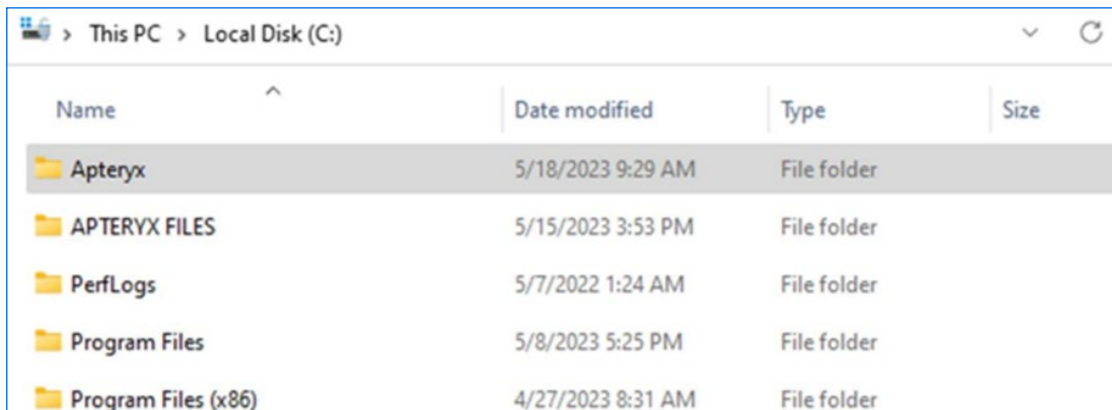 > This PC > Local Disk (C:)
Name Date modified Type Size
Apteryx 5/18/2023 9:29 AM File folder
APTERYX FILES 5/15/2023 3:53 PM File folder
PerfLogs 5/7/2022 1:24 AM File folder
Program Files 5/8/2023 5:25 PM File folder
Program Files (x86) 4/27/2023 8:31 AM File folder